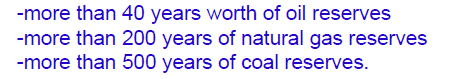 -more than 40 years worth of oil reserves
-more than 200 years of natural gas reserves
-more than 500 years of coal reserves.